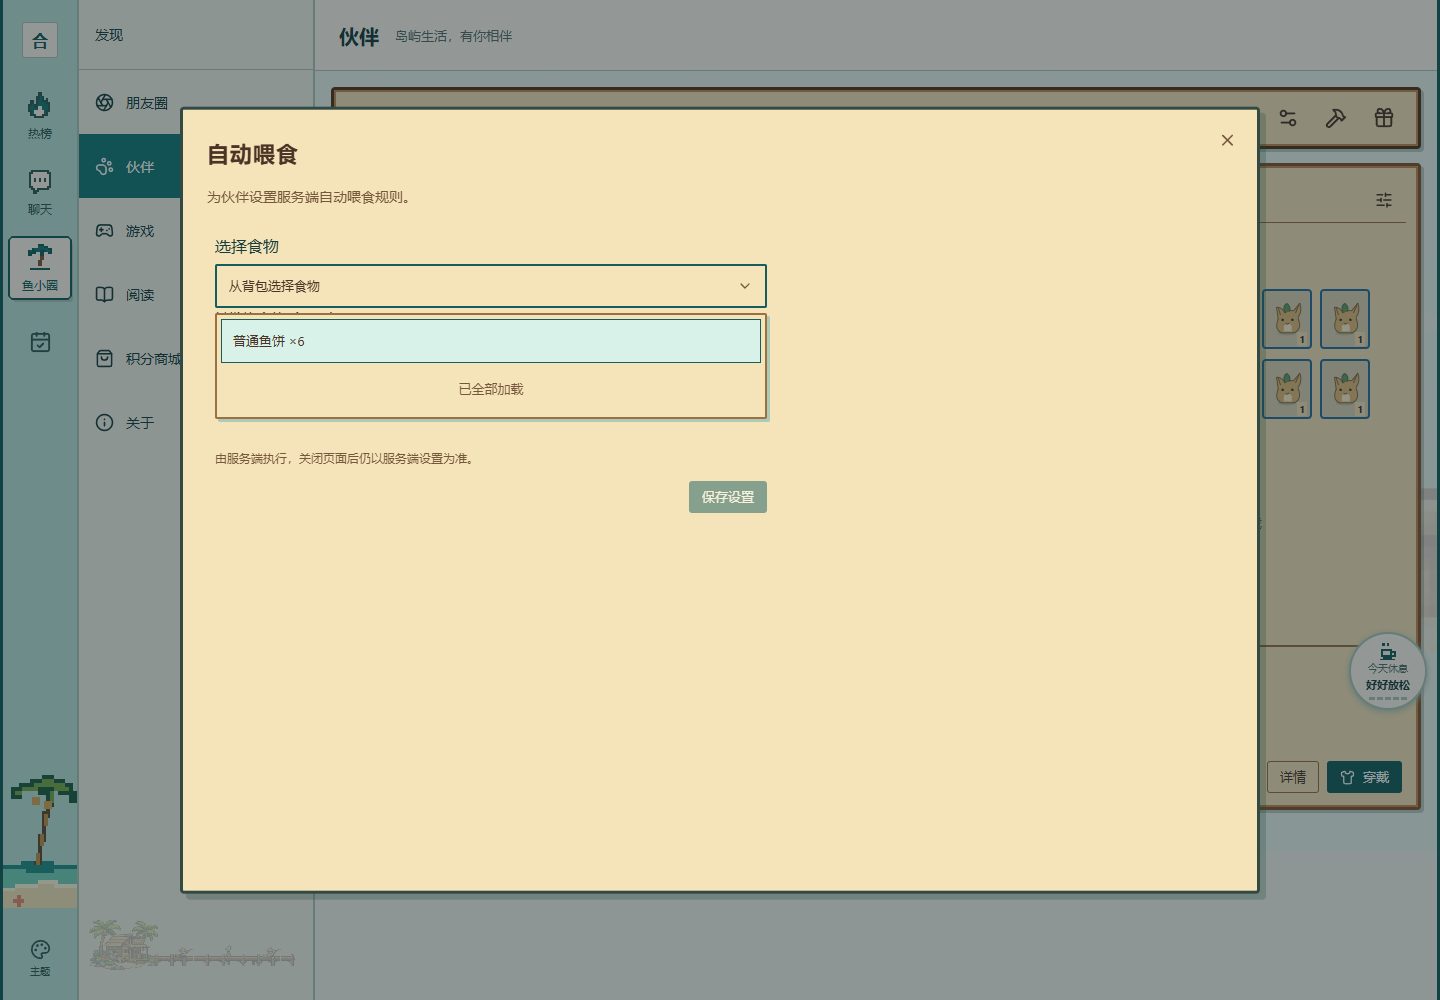 合
热榜
聊天
鱼小圈
主题
发现
朋友圈
伙伴
游戏
阅读
积分商城
关于
伙伴
岛屿生活，有你相伴
自动喂食
为伙伴设置服务端自动喂食规则。
选择食物
从背包选择食物
普通鱼饼 ×6
已全部加载
由服务端执行，关闭页面后仍以服务端设置为准。
保存设置
1
1
1
1
今天休息
好好放松
详情
穿戴